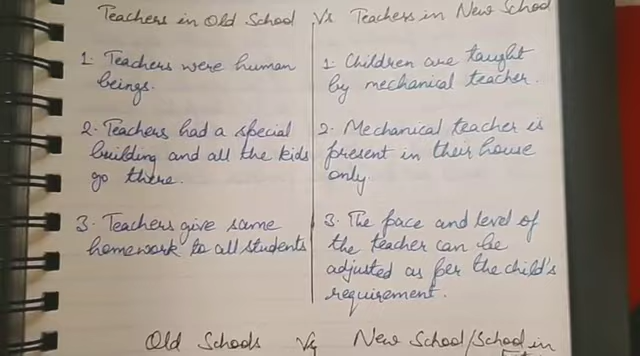 Teachers in Old School Vs Teachers in New School
1. Teachers were human
beings.
2. Teachers had a special
building and all the kids
go there.
3. Teachers give same
homework to all students
1. Children are taught
by mechanical teacher.
2. Mechanical teacher is
present in their house
only.
3. The pace and level of
the teacher can be
adjusted as per the child's
requirement.
Old Schools Vs New School/School in